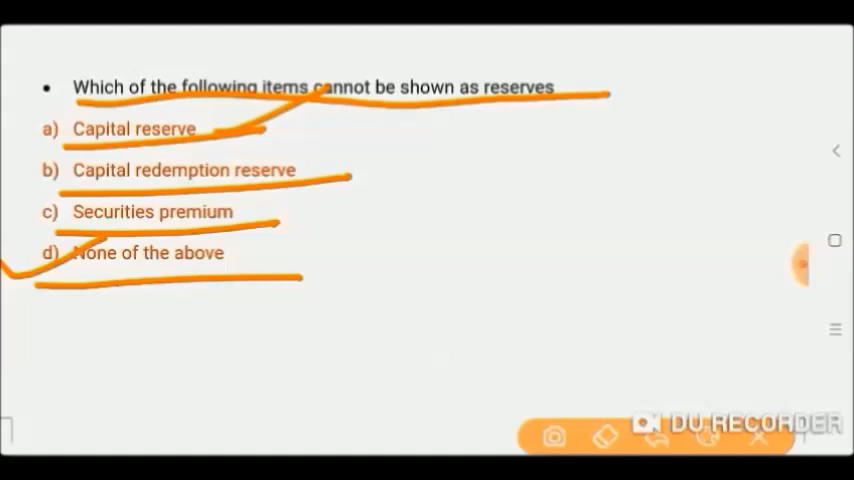 • Which of the following items cannot be shown as reserves
a) Capital reserve
b) Capital redemption reserve
c) Securities premium
d) None of the above
DU RECORDER